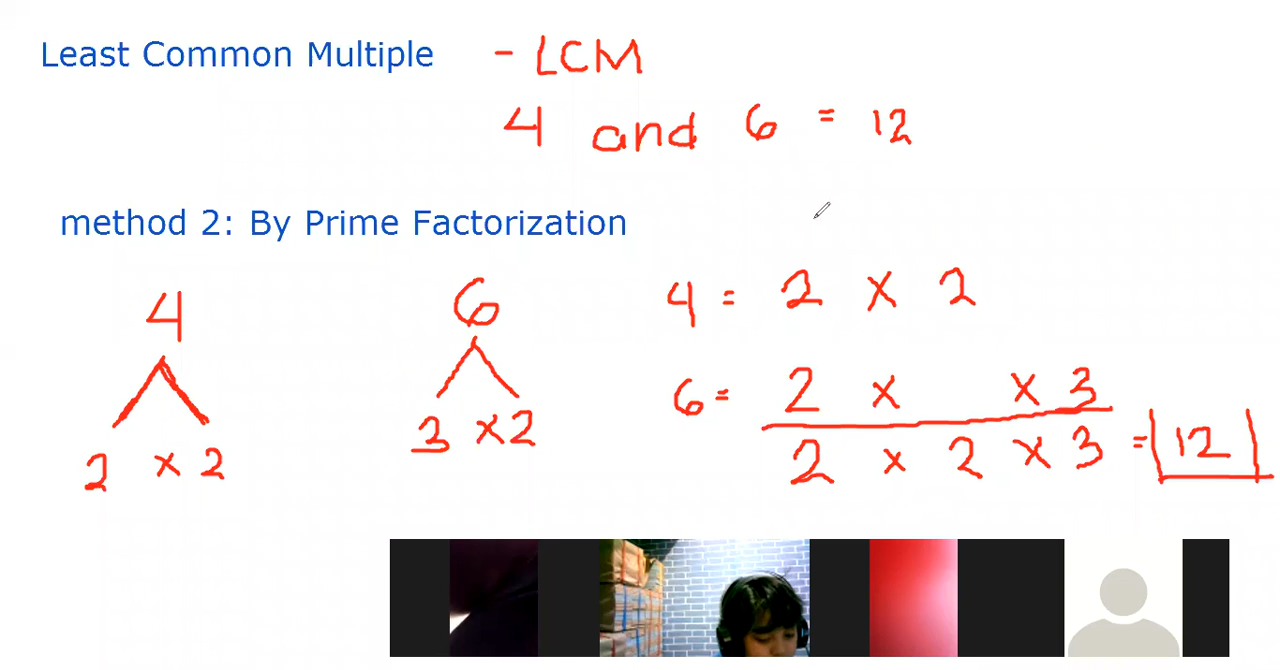 Least Common Multiple - LCM
4 and 6 = 12
method 2: By Prime Factorization
4
2 x 2
6
3 x 2
4 = 2 x 2
6 = 2 x x 3
2 x 2 x 3 = 12